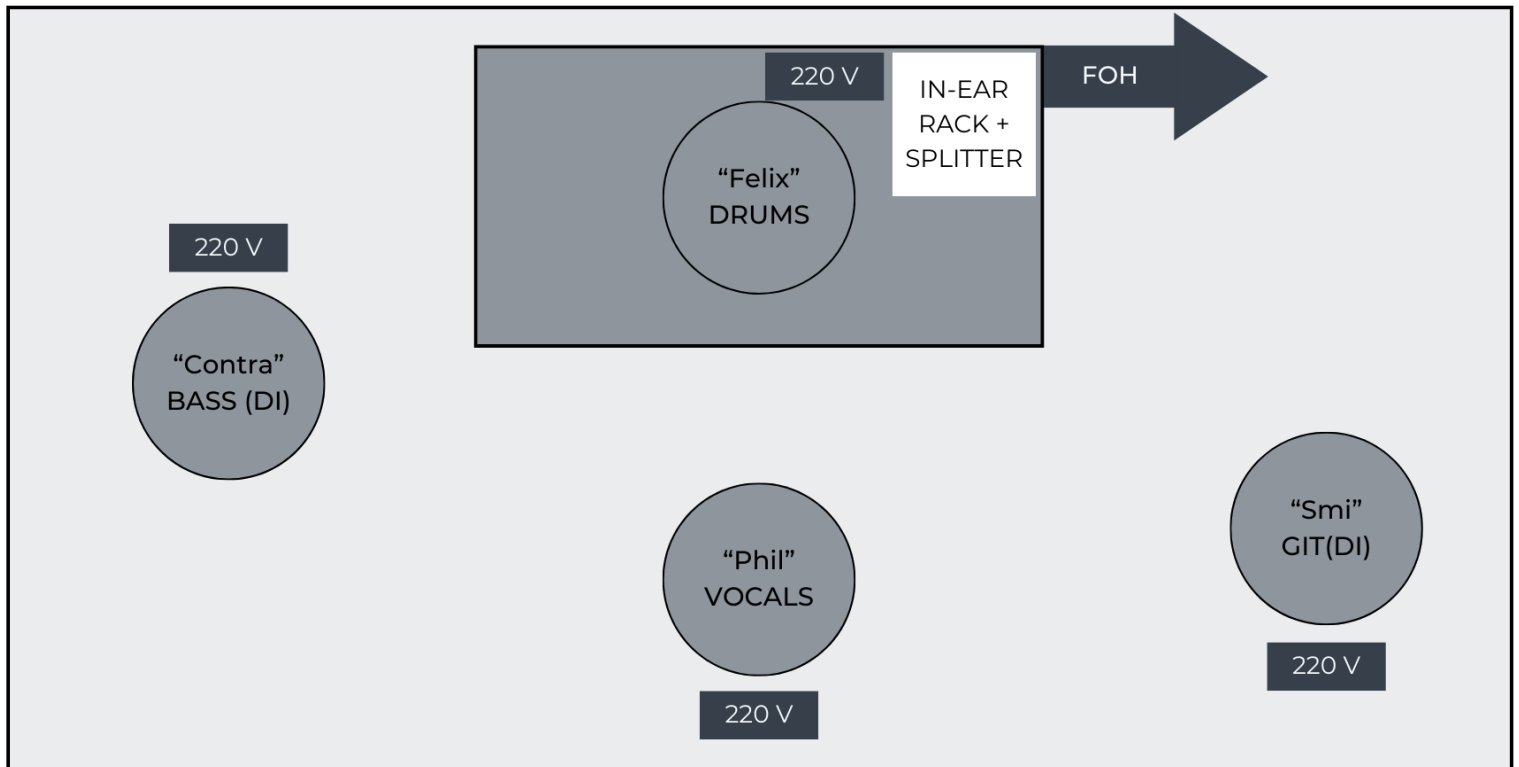 220 V
IN-EAR
RACK +
SPLITTER
FOH
“Felix”
DRUMS
220 V
“Contra”
BASS (DI)
“Phil”
VOCALS
220 V
“Smi”
GIT(DI)
220 V